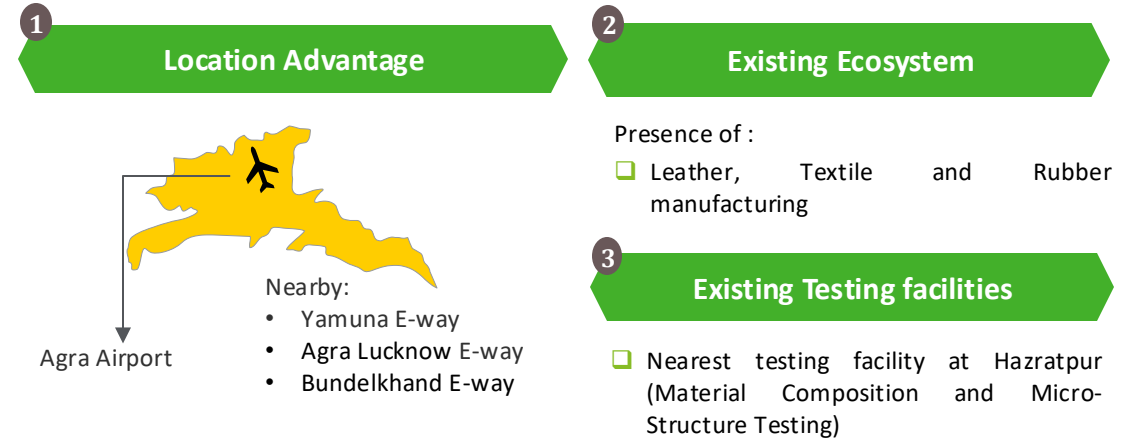 1
Location Advantage
Agra Airport
Nearby:
• Yamuna E-way
• Agra Lucknow E-way
• Bundelkhand E-way
2
Existing Ecosystem
Presence of :
❑ Leather, Textile and Rubber
manufacturing
3
Existing Testing facilities
❑ Nearest testing facility at Hazratpur
(Material Composition and Micro-
Structure Testing)